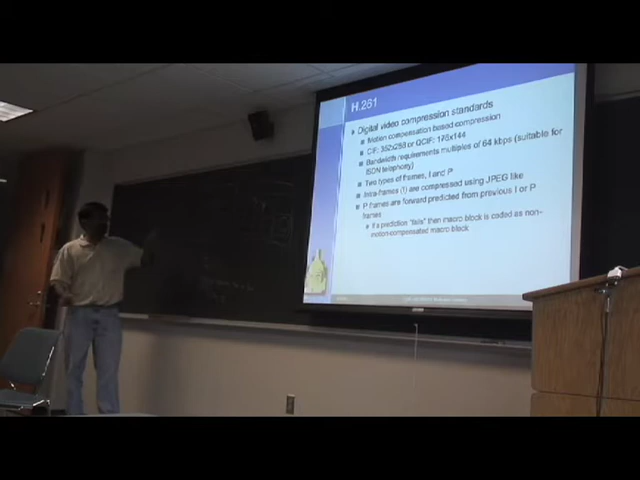 H.261
Digital video compression standards
Motion compensation based compression
CIF: 352x288 or QCIF: 176x144
Bandwidth requirements multiples of 64 kbps (suitable for
ISDN telephony)
Two types of frames, I and P
Intra-frames (I) are compressed using JPEG like
P frames are forward predicted from previous I or P
frames
If a prediction "fails" then macro block is coded as non-
motion-compensated macro block